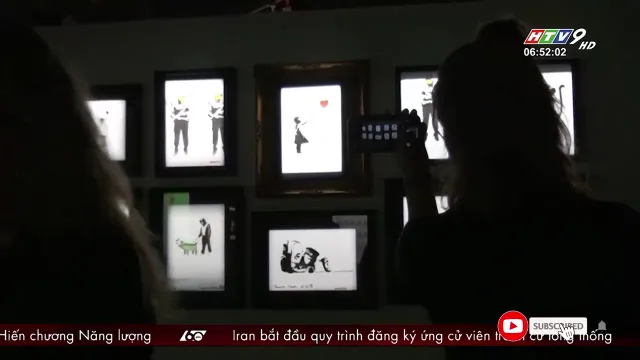 HTV9 HD
06:52:02
SUBSCRIBED
Hiến chương Năng lượng
Iran bắt đầu quy trình đăng ký ứng cử viên
thống